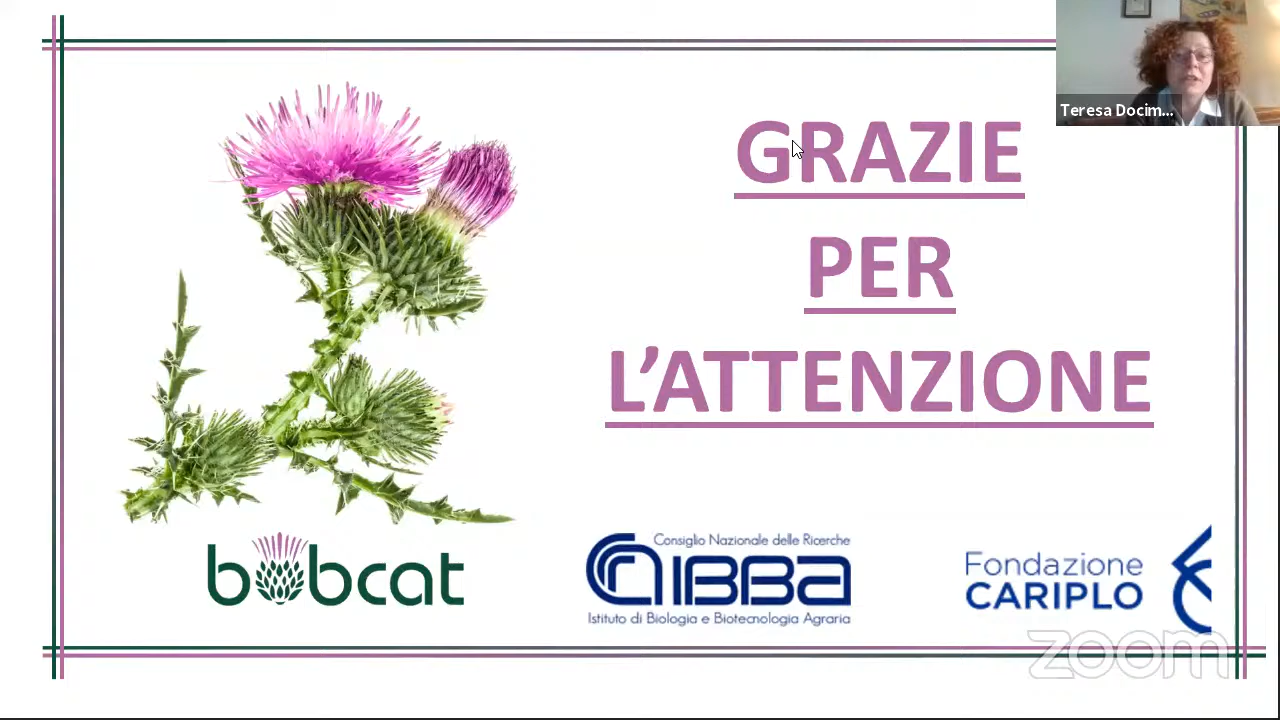 Teresa Docim...
GRAZIE
PER
L’ATTENZIONE
bobcat
Consiglio Nazionale delle Ricerche
IBBA
Istituto di Biologia e Biotecnologia Agraria
Fondazione
CARIPLO
zoom